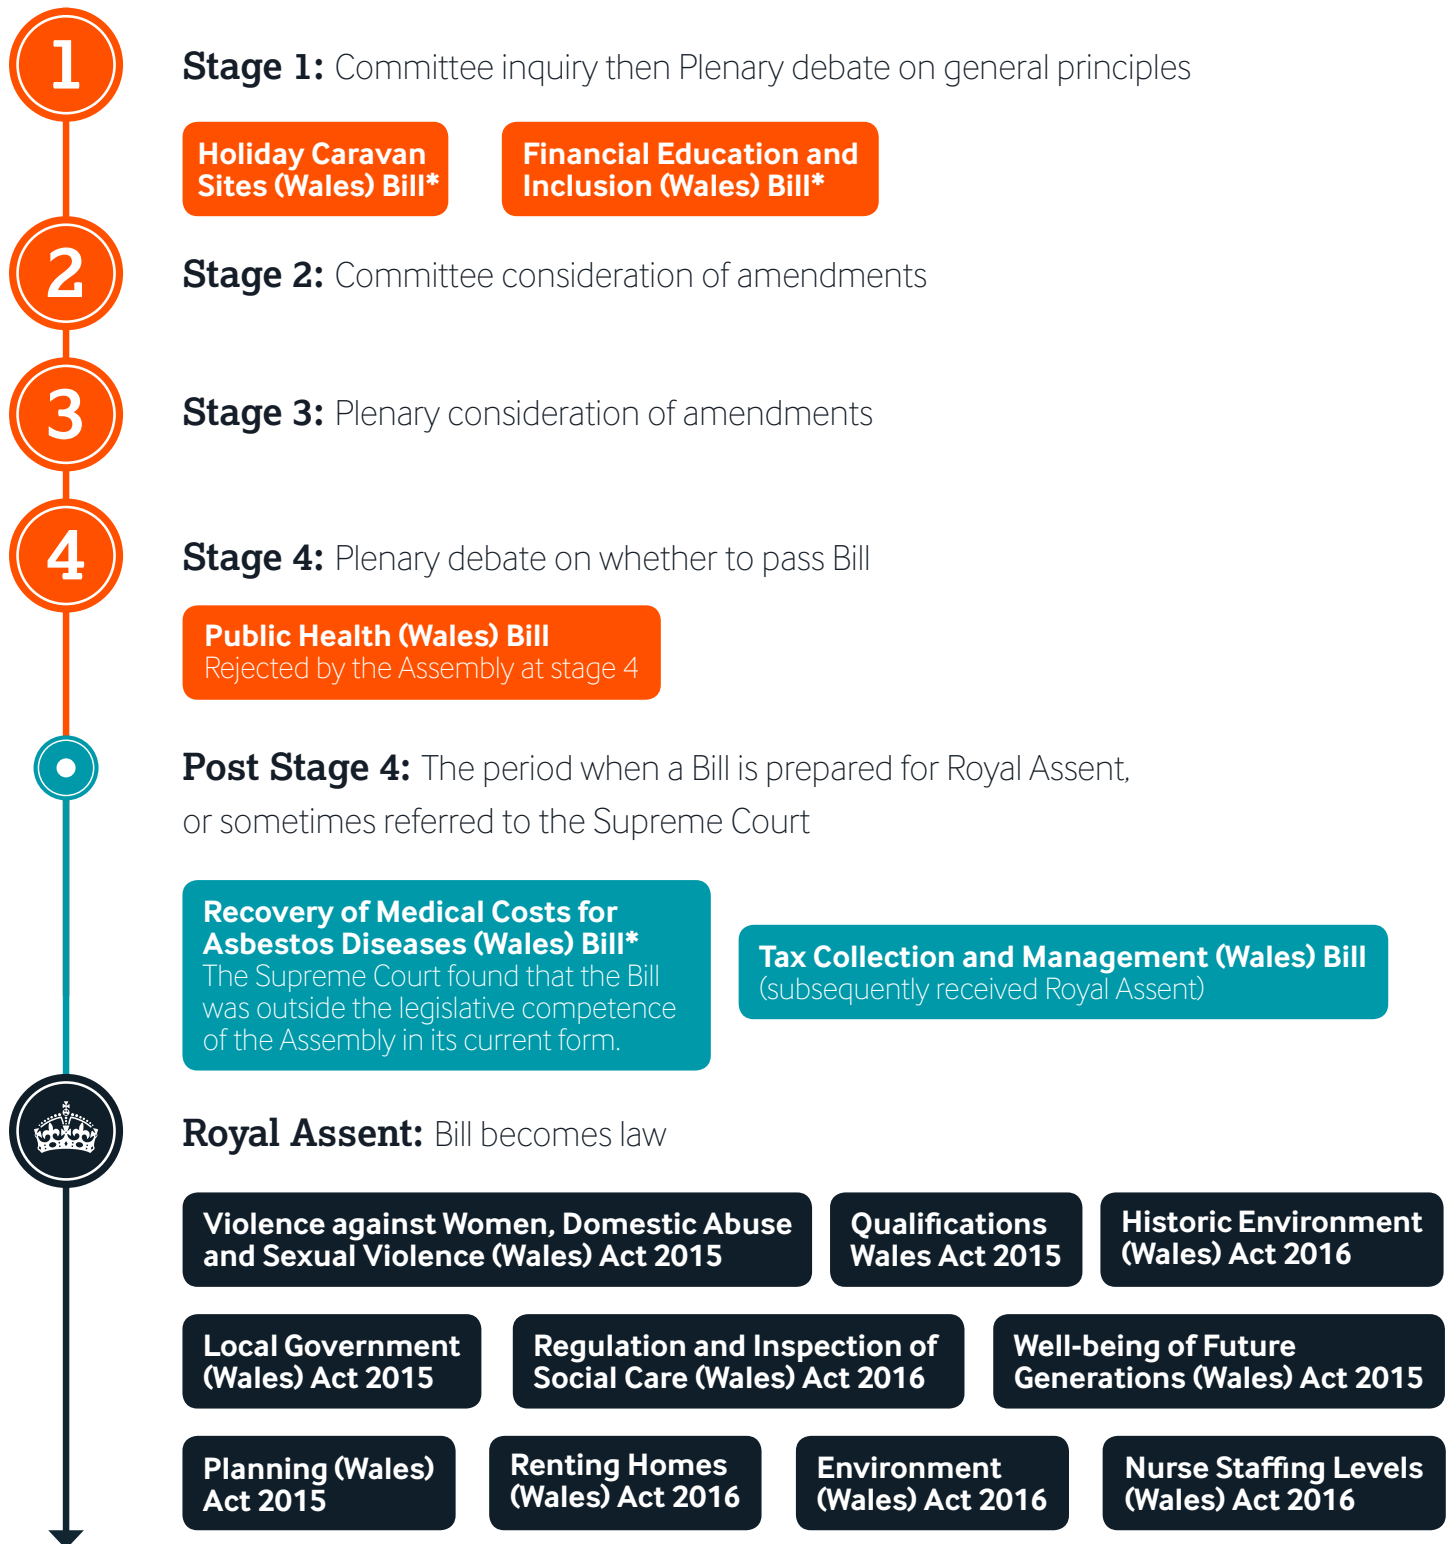 1
Stage 1: Committee inquiry then Plenary debate on general principles
Holiday Caravan
Sites (Wales) Bill*
Financial Education and
Inclusion (Wales) Bill*
2
Stage 2: Committee consideration of amendments
3
Stage 3: Plenary consideration of amendments
4
Stage 4: Plenary debate on whether to pass Bill
Public Health (Wales) Bill
Rejected by the Assembly at stage 4
Post Stage 4: The period when a Bill is prepared for Royal Assent,
or sometimes referred to the Supreme Court
Recovery of Medical Costs for
Asbestos Diseases (Wales) Bill*
The Supreme Court found that the Bill
was outside the legislative competence
of the Assembly in its current form.
Tax Collection and Management (Wales) Bill
(subsequently received Royal Assent)
Royal Assent: Bill becomes law
Violence against Women, Domestic Abuse
and Sexual Violence (Wales) Act 2015
Qualifications
Wales Act 2015
Historic Environment
(Wales) Act 2016
Local Government
(Wales) Act 2015
Regulation and Inspection of
Social Care (Wales) Act 2016
Well-being of Future
Generations (Wales) Act 2015
Planning (Wales)
Act 2015
Renting Homes
(Wales) Act 2016
Environment
(Wales) Act 2016
Nurse Staffing Levels
(Wales) Act 2016